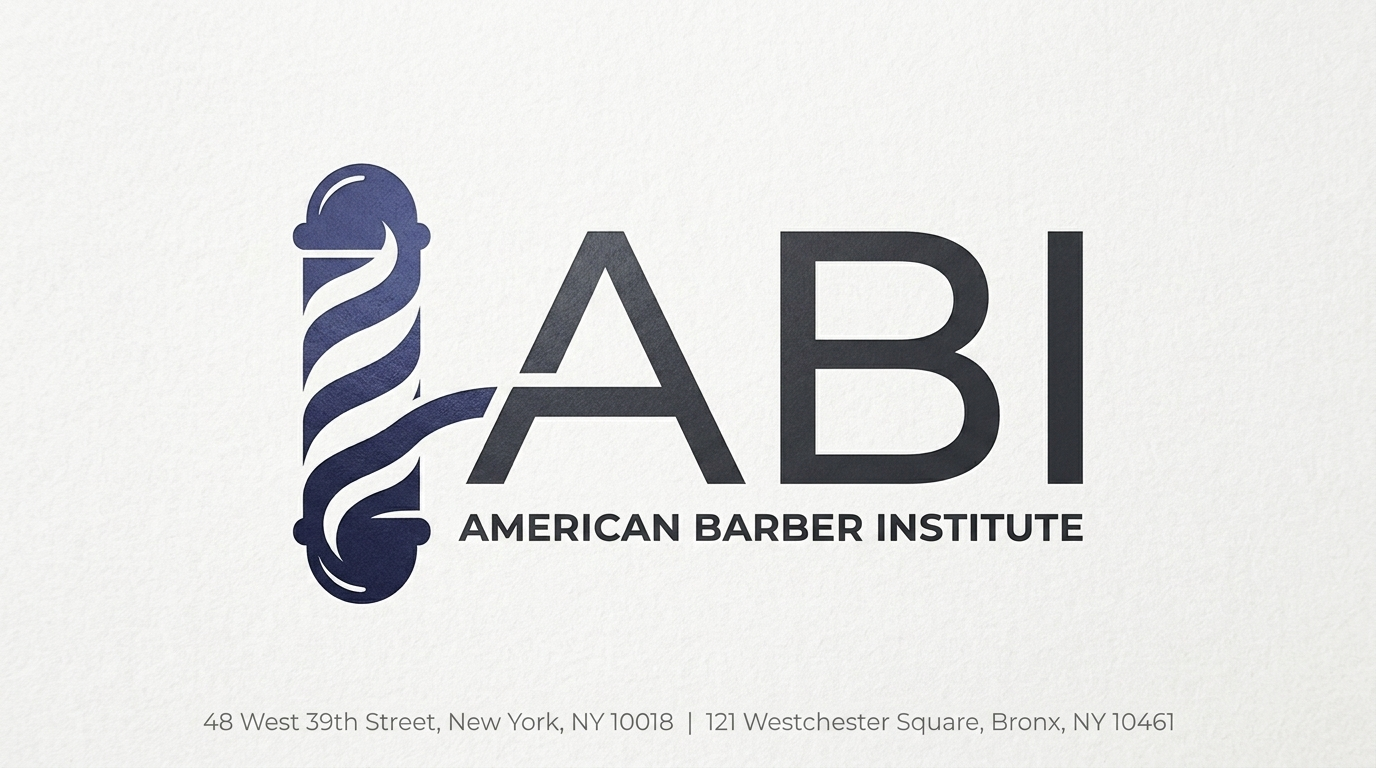 ABI
AMERICAN BARBER INSTITUTE
48 West 39th Street, New York, NY 10018 | 121 Westchester Square, Bronx, NY 10461